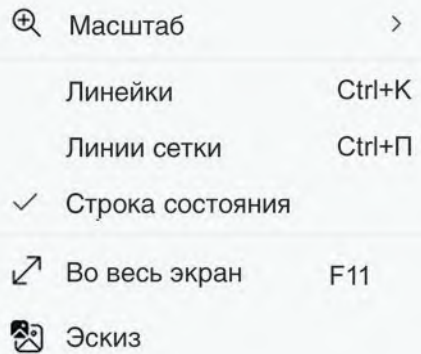 Масштаб
Линейки Ctrl+К
Линии сетки Ctrl+П
Строка состояния
Во весь экран F11
Эскиз